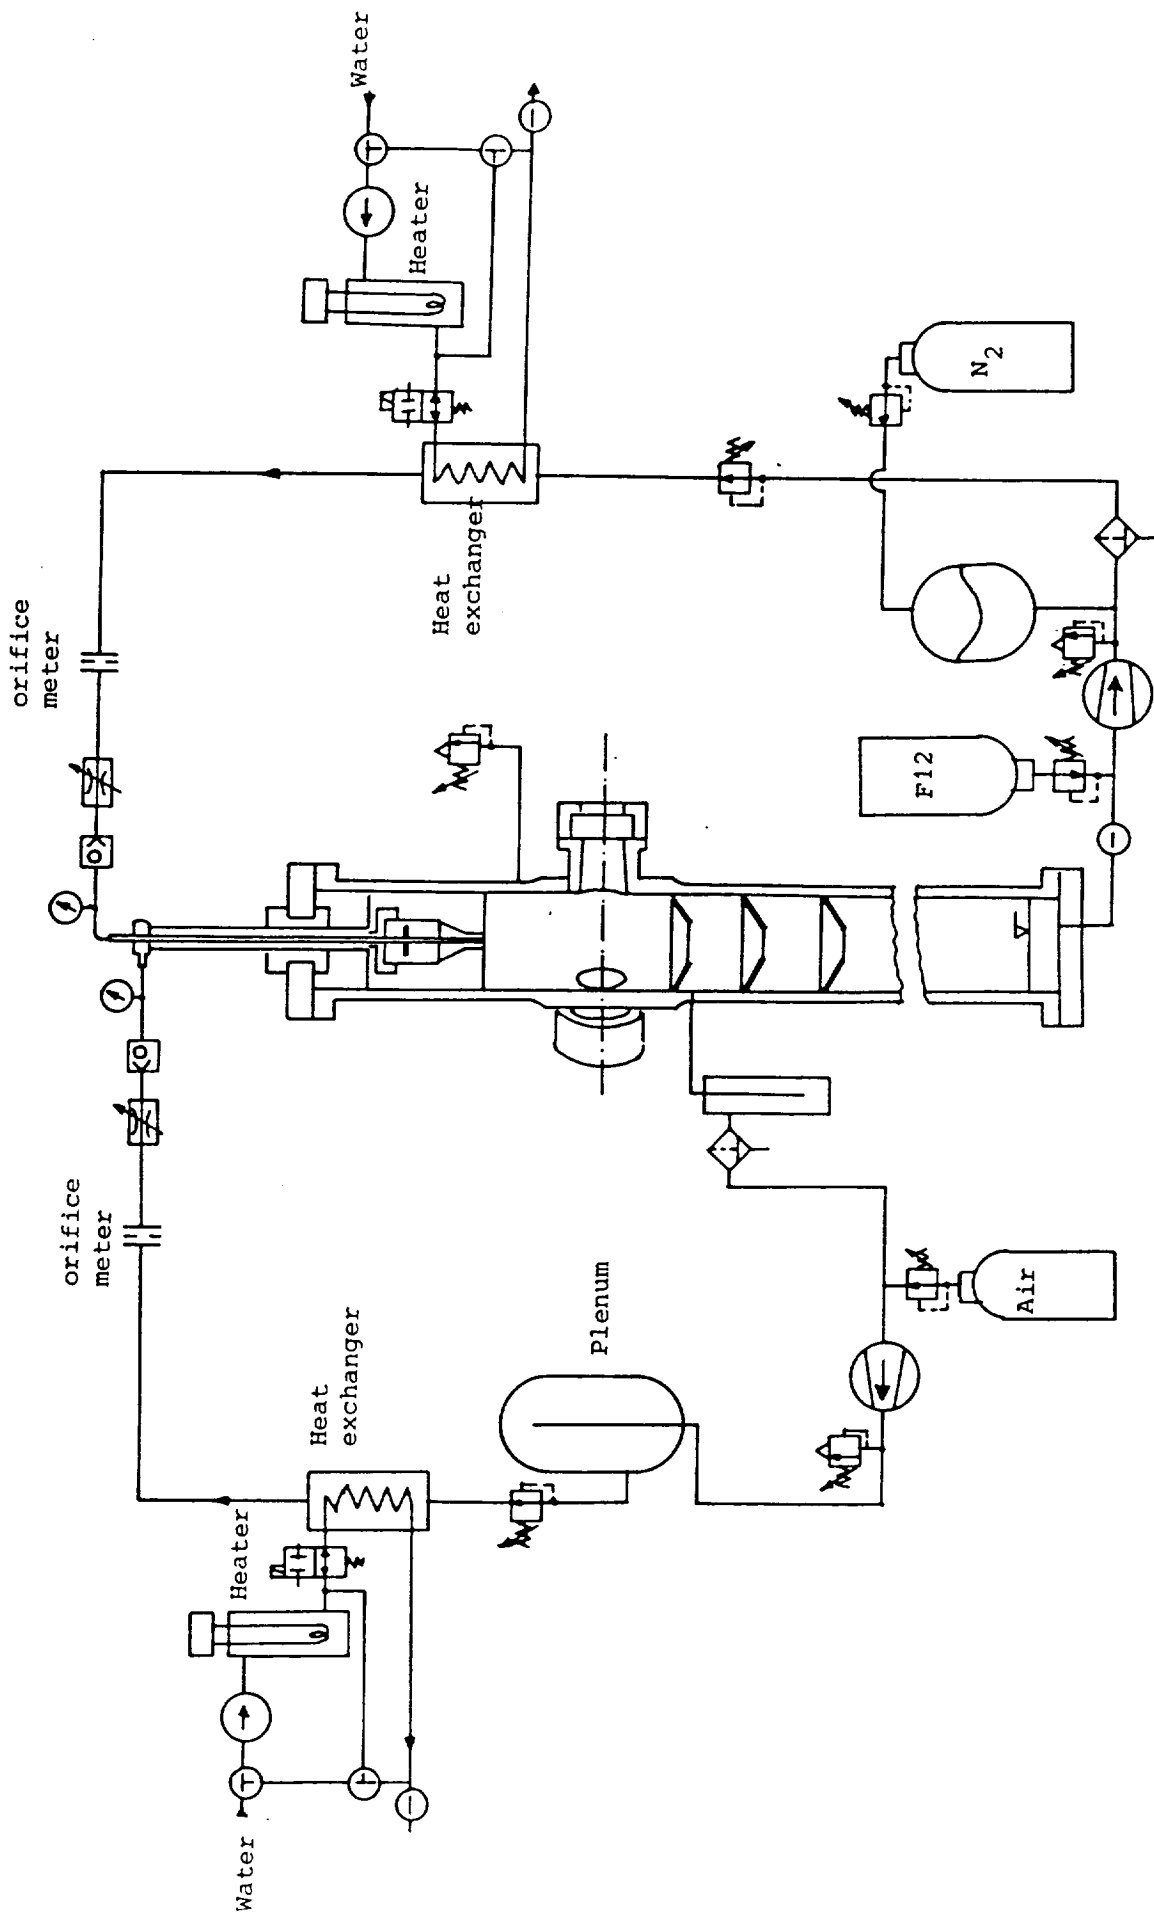 Water
Heater
Heat
exchanger
orifice
meter
Plenum
Air
orifice
meter
F12
Heat
exchanger
N2
Heater
Water